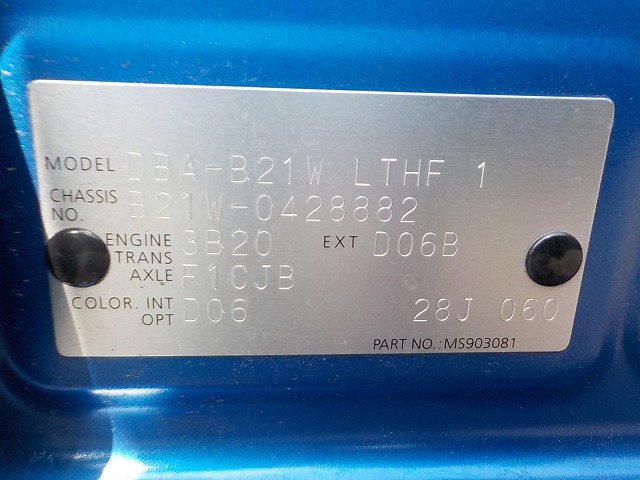 MODEL DBA-B21W LTHF 1
CHASSIS NO. B21W-0428882
ENGINE 3B20 EXT D06B
TRANS AXLE F1CJB
COLOR. INT D06 28J 060
OPT
PART NO.:MS903081